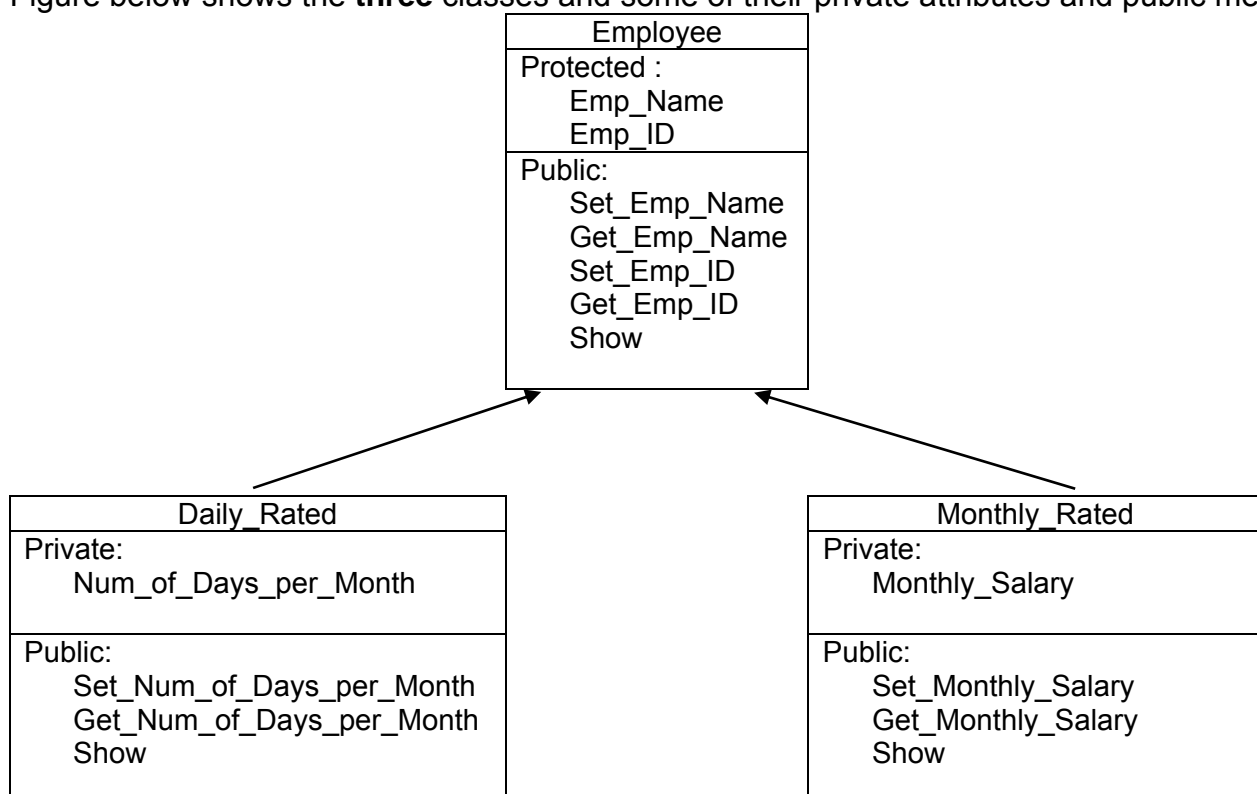 Figure below shows the three classes and some of their private attributes and public
Employee
Protected :
Emp_Name
Emp_ID
Public:
Set_Emp_Name
Get_Emp_Name
Set_Emp_ID
Get_Emp_ID
Show
Daily_Rated
Private:
Num_of_Days_per_Month
Public:
Set_Num_of_Days_per_Month
Get_Num_of_Days_per_Month
Show
Monthly_Rated
Private:
Monthly_Salary
Public:
Set_Monthly_Salary
Get_Monthly_Salary
Show